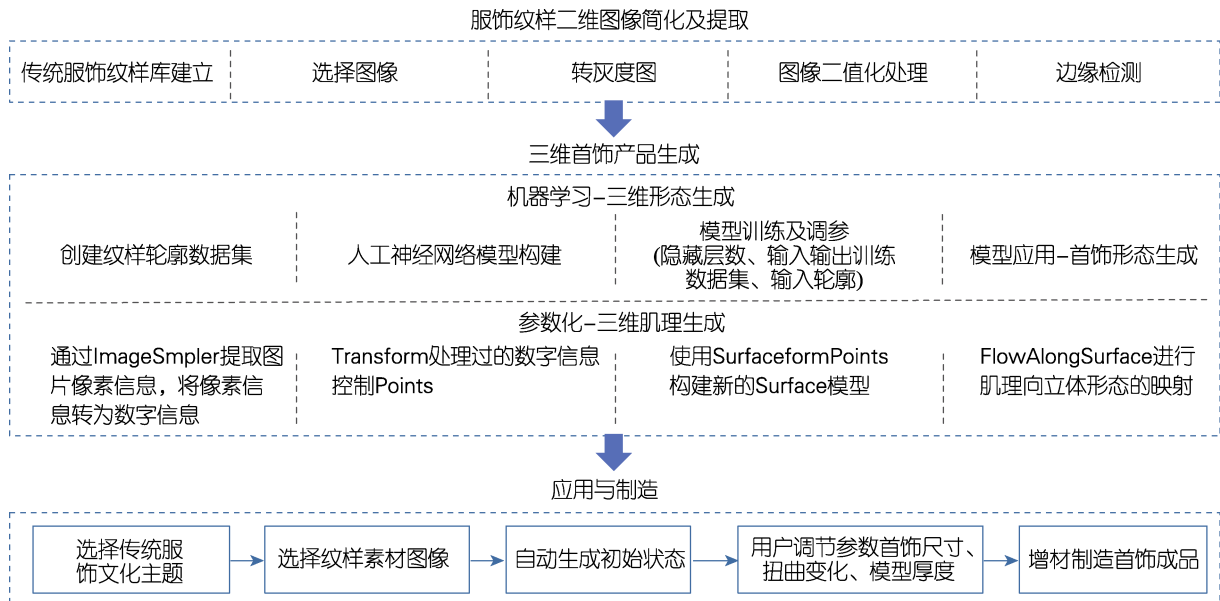 服饰纹样二维图像简化及提取
传统服饰纹样库建立
选择图像
转灰度图
图像二值化处理
边缘检测
三维首饰产品生成
机器学习-三维形态生成
创建纹样轮廓数据集
人工神经网络模型构建
模型训练及调参
(隐藏层数、输入输出训练
数据集、输入轮廓)
模型应用-首饰形态生成
参数化-三维肌理生成
通过ImageSmpler提取图
片像素信息，将像素信
息转为数字信息
Transform处理过的数字信息
控制Points
使用SurfaceformPoints
构建新的Surface模型
FlowAlongSurface进行
肌理向立体形态的映射
应用与制造
选择传统服
饰文化主题
选择纹样素材图像
自动生成初始状态
用户调节参数首饰尺寸、
扭曲变化、模型厚度
增材制造首饰成品